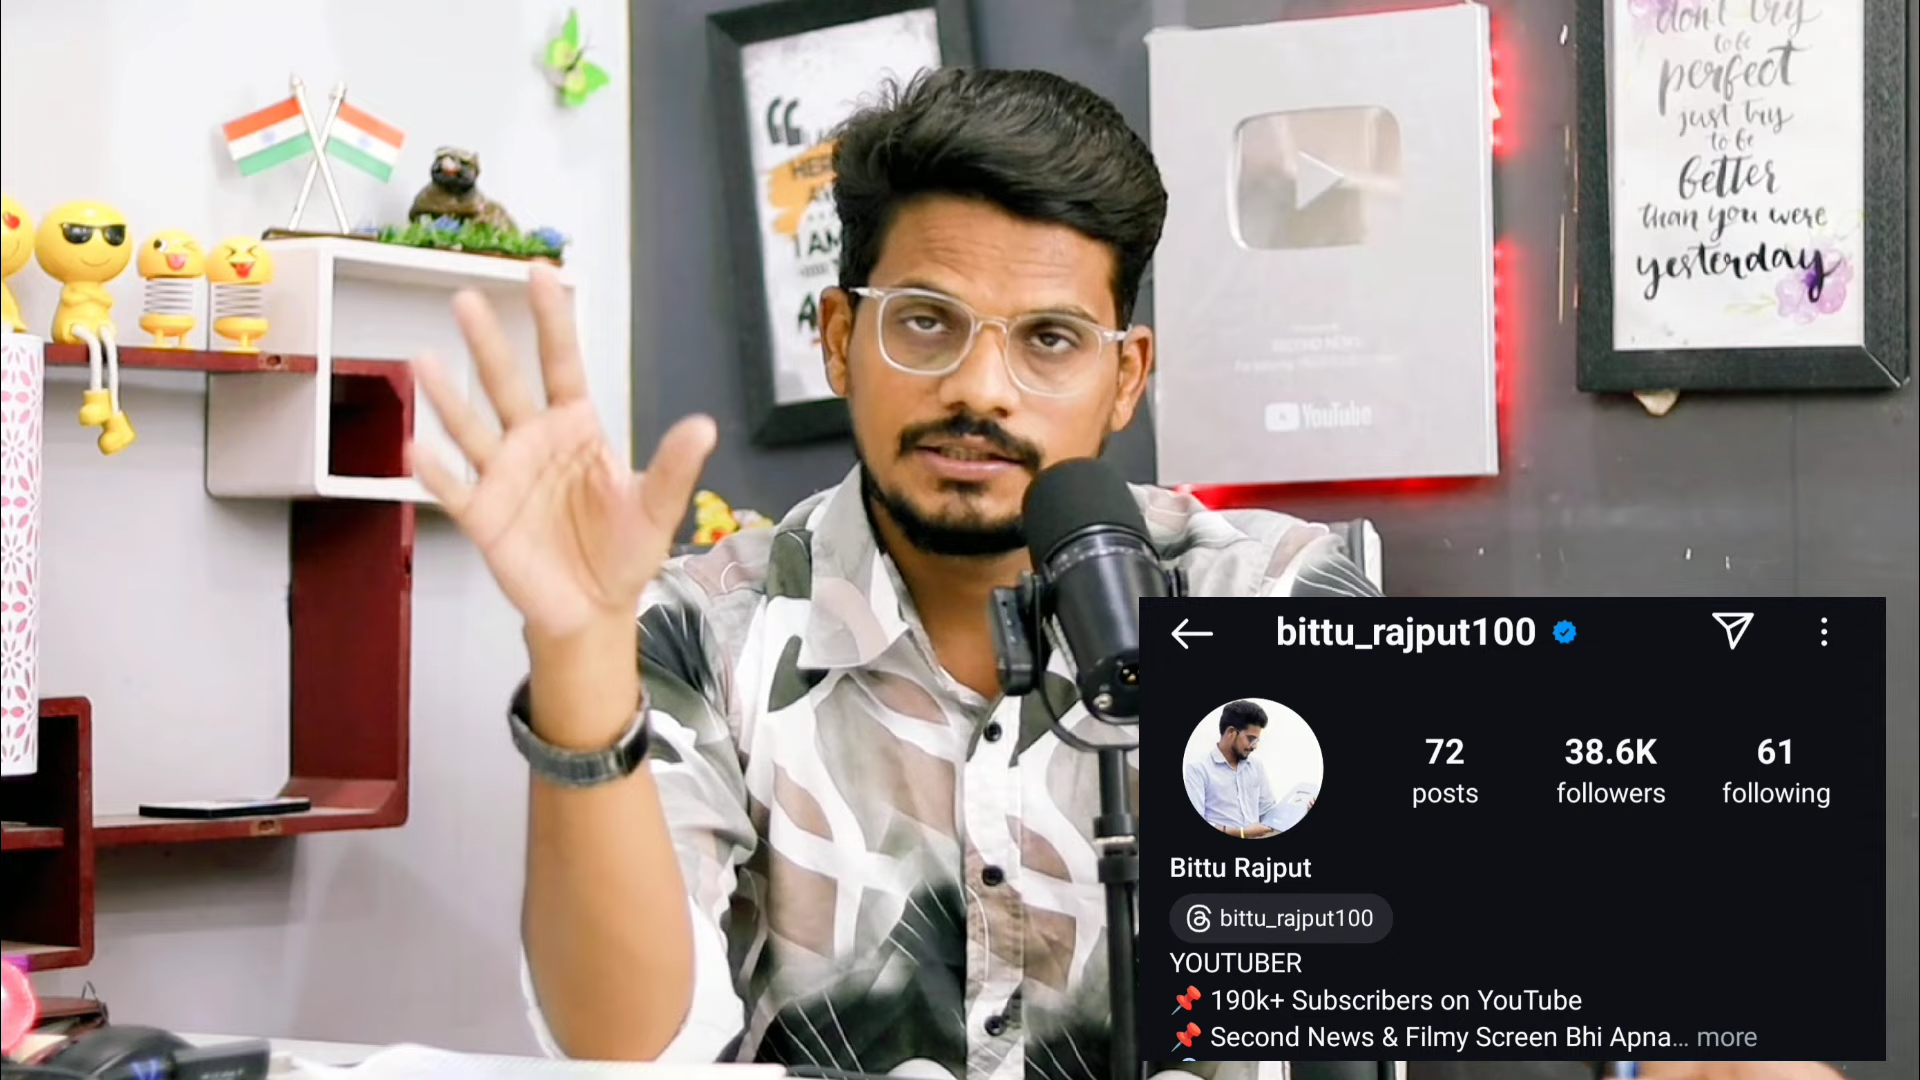 don't try
to be
perfect
just try
to be
better
than you were
yesterday
I AM
YouTube
bittu_rajput100
72
posts
38.6K
followers
61
following
Bittu Rajput
bittu_rajput100
YOUTUBER
📌 190k+ Subscribers on YouTube
📌 Second News & Filmy Screen Bhi Apna... more